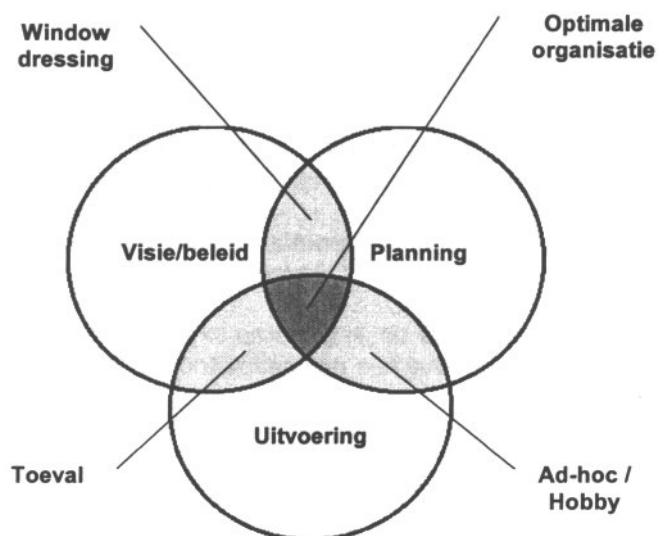 Window
dressing
Optimale
organisatie
Visie/beleid
Planning
Uitvoering
Toeval
Ad-hoc /
Hobby